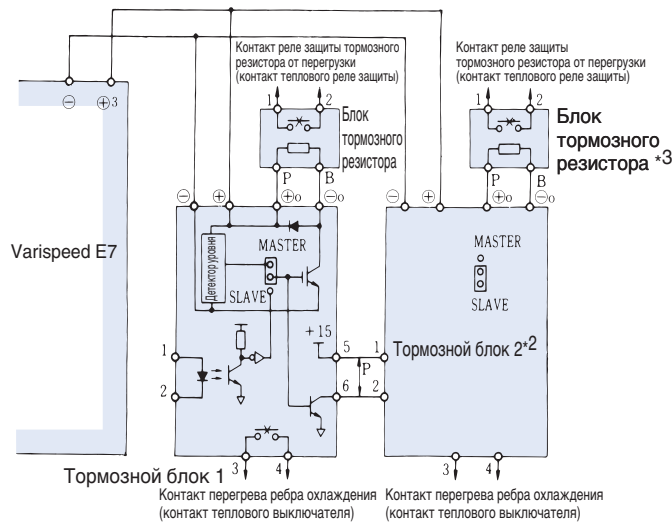 Контакт реле защиты тормозного
резистора от перегрузки
(контакт теплового реле защиты)
Контакт реле защиты
тормозного резистора от перегрузки
(контакт теплового реле защиты)
⊖ ⊕3
1 2
Блок
тормозного
резистора
1 2
Блок
тормозного
резистора *3
P B
P B
⊖ ⊕ ⊕o ⊖o
⊖ ⊕ ⊕o ⊖o
Varispeed E7
Детектор уровня
MASTER
SLAVE
MASTER
SLAVE
+15
1 5 1
P
2 6 2
Тормозной блок 2*2
Тормозной блок 1
3 4
3 4
Контакт перегрева ребра охлаждения
(контакт теплового выключателя)
Контакт перегрева ребра охлаждения
(контакт теплового выключателя)